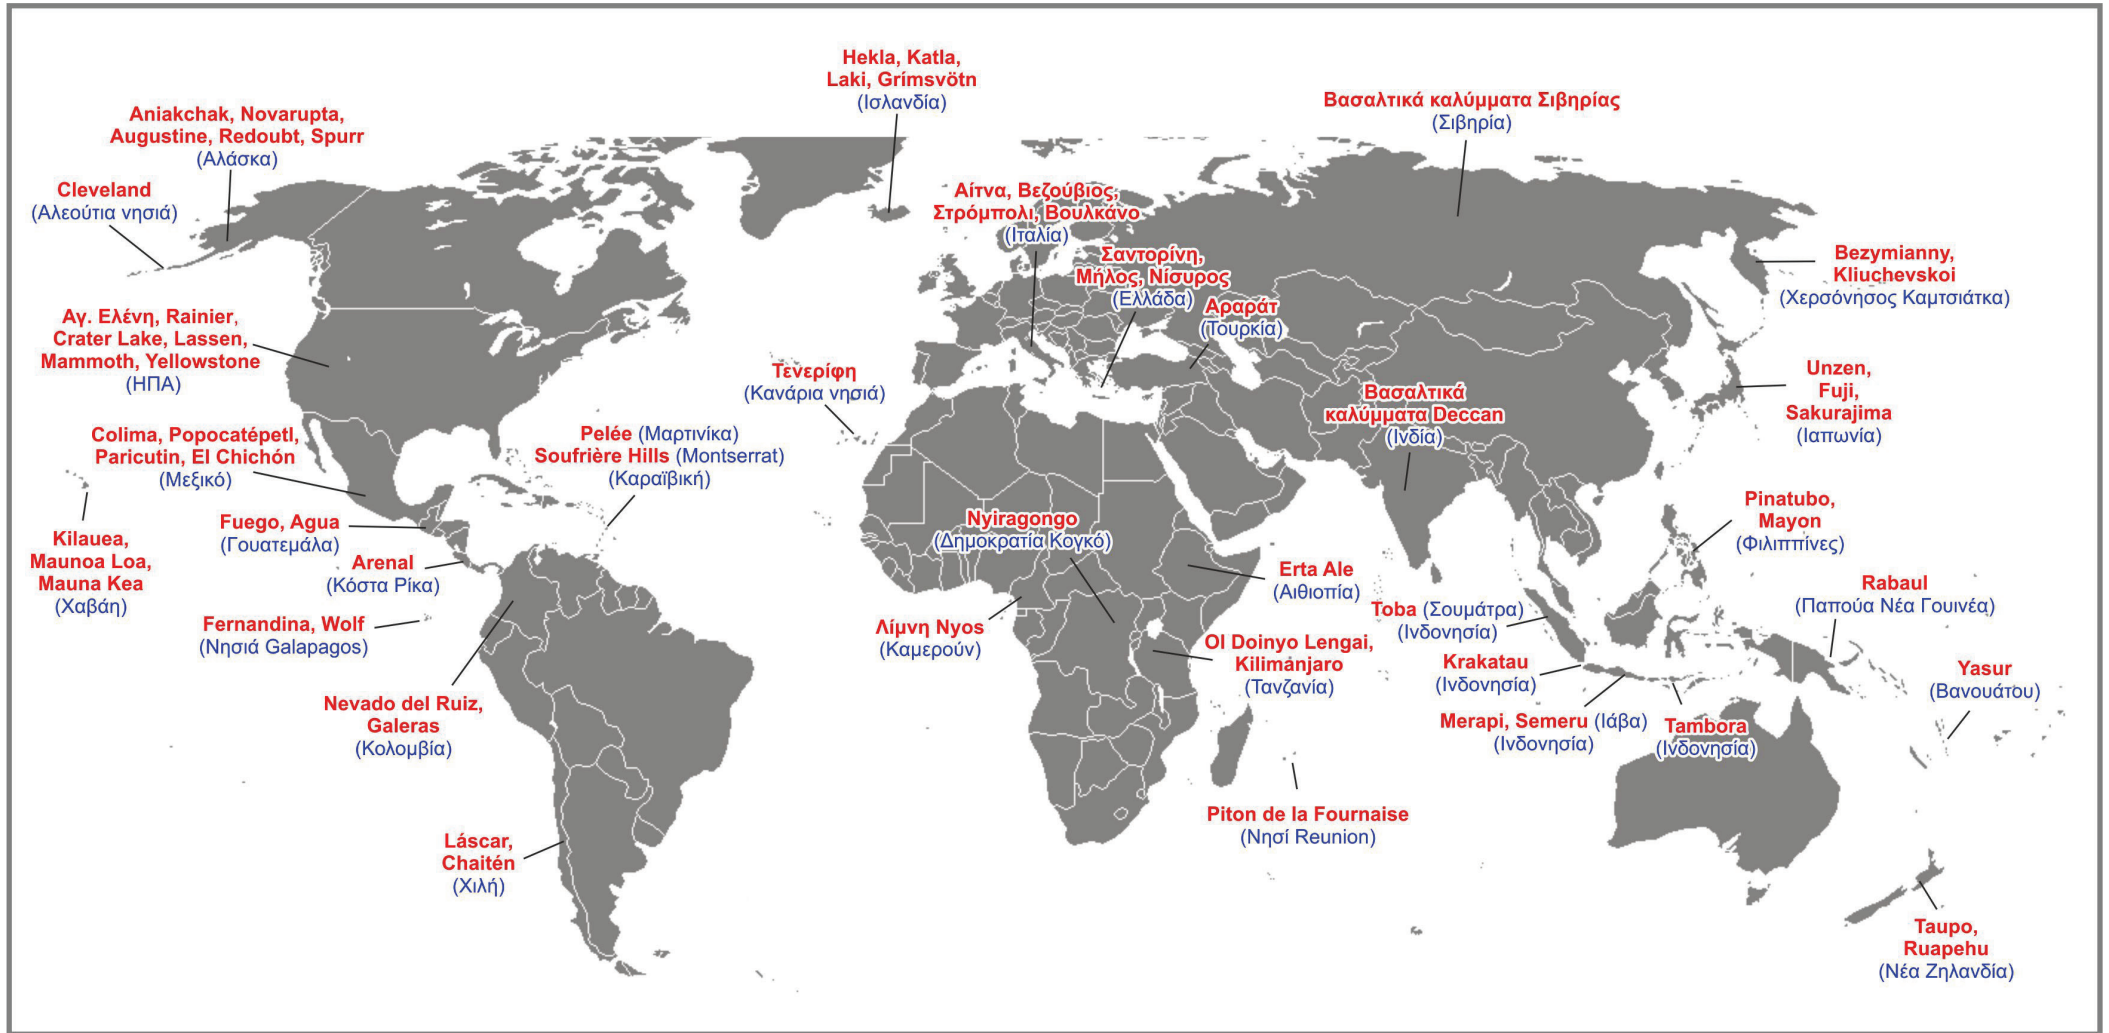 Hekla, Katla,
Laki, Grímsvötn
(Ισλανδία)
Βασαλτικά καλύμματα Σιβηρίας
(Σιβηρία)
Aniakchak, Novarupta,
Augustine, Redoubt, Spurr
(Αλάσκα)
Cleveland
(Αλεούτια νησιά)
Αίτνα, Βεζούβιος,
Στρόμπολι, Βουλκάνο
(Ιταλία)
Σαντορίνη,
Μήλος, Νίσυρος
(Ελλάδα)
Αραράτ
(Τουρκία)
Bezymianny,
Kliuchevskoi
(Χερσόνησος Καμτσιάτκα)
Αγ. Ελένη, Rainier,
Crater Lake, Lassen,
Mammoth, Yellowstone
(ΗΠΑ)
Τενερίφη
(Κανάρια νησιά)
Unzen,
Fuji,
Sakurajima
(Ιαπωνία)
Βασαλτικά
καλύμματα Deccan
(Ινδία)
Colima, Popocatépetl,
Paricutin, El Chichón
(Μεξικό)
Pelée (Μαρτινίκα)
Soufrière Hills (Montserrat)
(Καραϊβική)
Kilauea,
Maunoa Loa,
Mauna Kea
(Χαβάη)
Fuego, Agua
(Γουατεμάλα)
Arenal
(Κόστα Ρίκα)
Nyiragongo
(Δημοκρατία Κογκό)
Pinatubo,
Mayon
(Φιλιππίνες)
Erta Ale
(Αιθιοπία)
Toba (Σουμάτρα)
(Ινδονησία)
Rabaul
(Παπούα Νέα Γουινέα)
Fernandina, Wolf
(Νησιά Galapagos)
Λίμνη Nyos
(Καμερούν)
Ol Doinyo Lengai,
Kilimanjaro
(Τανζανία)
Krakatau
(Ινδονησία)
Yasur
(Βανουάτου)
Nevado del Ruiz,
Galeras
(Κολομβία)
Merapi, Semeru (Ιάβα)
(Ινδονησία)
Tambora
(Ινδονησία)
Piton de la Fournaise
(Νησί Reunion)
Láscar,
Chaitén
(Χιλή)
Taupo,
Ruapehu
(Νέα Ζηλανδία)